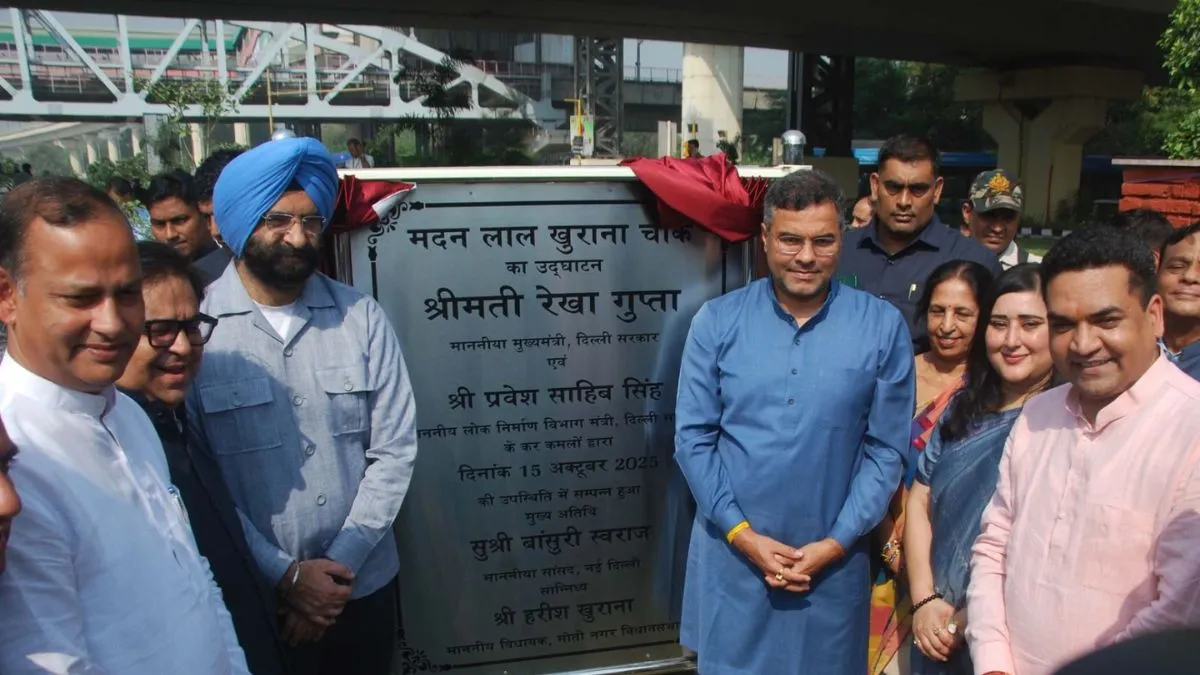 मदन लाल खुराना चौक
का उद्घाटन
श्रीमती रेखा गुप्ता
माननीया मुख्यमंत्री, दिल्ली सरकार
एवं
श्री प्रवेश साहिब सिंह
माननीय लोक निर्माण विभाग मंत्री, दिल्ली
के कर कमलों द्वारा
दिनांक 15 अक्टूबर 2025
की उपस्थिति में सम्पन्न हुआ
मुख्य अतिथि
सुश्री बांसुरी स्वराज
माननीया सांसद, नई दिल्ली
सान्निध्य
श्री हरीश खुराना
माननीय विधायक, मोती नगर विधानसभा